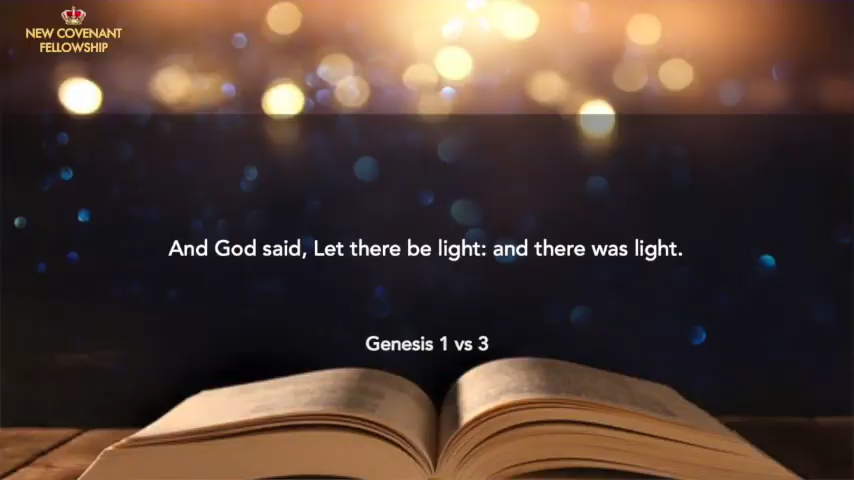 NEW COVENANT
FELLOWSHIP
And God said, Let there be light: and there was light.
Genesis 1 vs 3